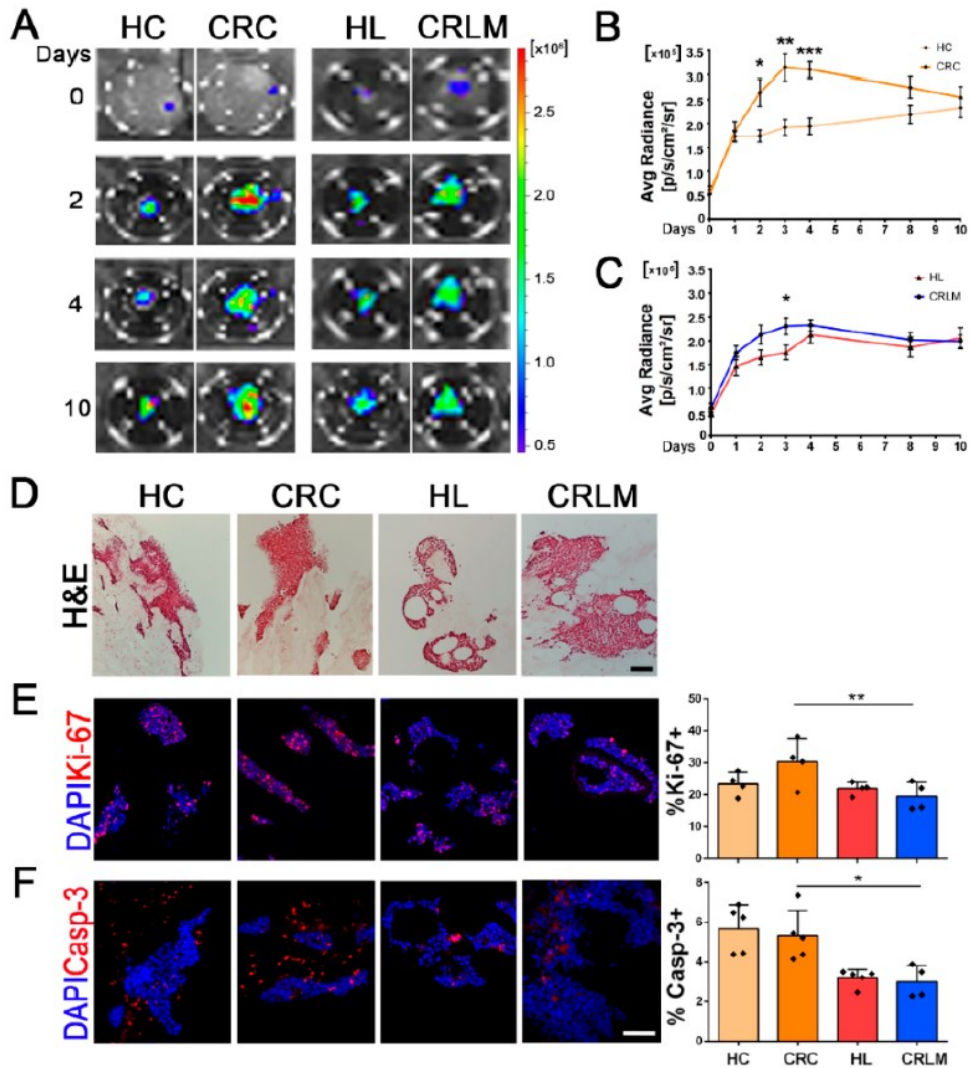 A HC CRC HL CRLM
Days
0
2
4
10
[x10⁶]
2.5
2.0
1.5
1.0
0.5
B
[×10⁵]
HC
CRC
* ** ***
Avg Radiance
[p/s/cm²/sr]
3.5
3.0
2.5
2.0
1.5
1.0
0.5
0
Days 0 1 2 3 4 5 6 7 8 9 10
C
HL
CRLM
*
Avg Radiance
[p/s/cm²/sr]
3.5
3.0
2.5
2.0
1.5
1.0
0.5
0
Days 0 1 2 3 4 5 6 7 8 9 10
D HC CRC HL CRLM
H&E
E
DAPIKi-67
%Ki-67+
50
40
30
20
10
0
**
F
DAPICasp-3
% Casp-3+
8
6
4
2
0
*
HC CRC HL CRLM